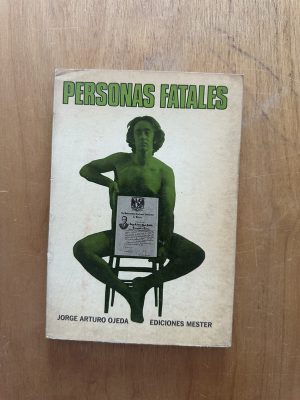 PERSONAS FATALES
JORGE ARTURO OJEDA
EDICIONES MESTER